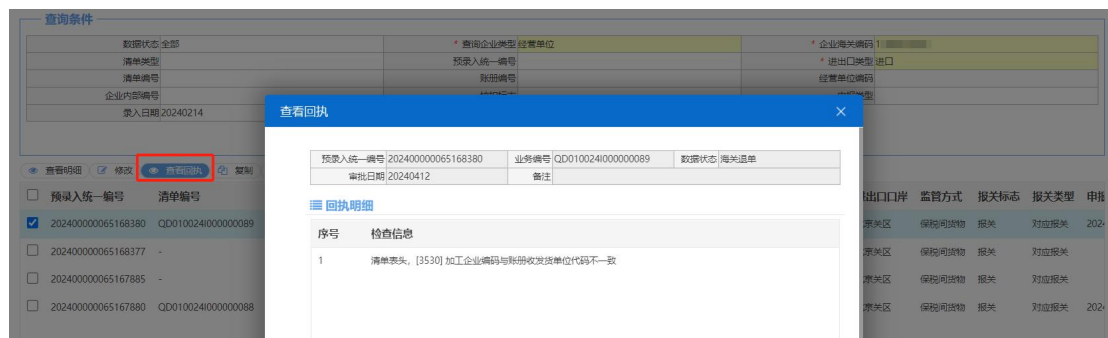 查询条件
数据状态 全部 * 查询企业类型 经营单位 * 企业海关编码 1
清单类型 预录入统一编号 * 进出口类型 进口
清单编号 账册编号 经营单位编码
企业内部编号
录入日期 20240214
查看回执 ×
预录入统一编号 202400000065168380 业务编号 QD010024I000000089 数据状态 海关退单
审批日期 20240412 备注
回执明细
序号 检查信息
1 清单表头，[3530] 加工企业编码与账册收发货单位代码不一致
查看明细 修改 查看回执 复制
预录入统一编号 清单编号 出口口岸 监管方式 报关标志 报关类型 申报
202400000065168380 QD010024I000000089 京关区 保税间货物 报关 对应报关 2024
202400000065168377 - 京关区 保税间货物 报关 对应报关
202400000065167885 - 京关区 保税间货物 报关 对应报关
202400000065167880 QD010024I000000088 京关区 保税间货物 报关 对应报关 2024